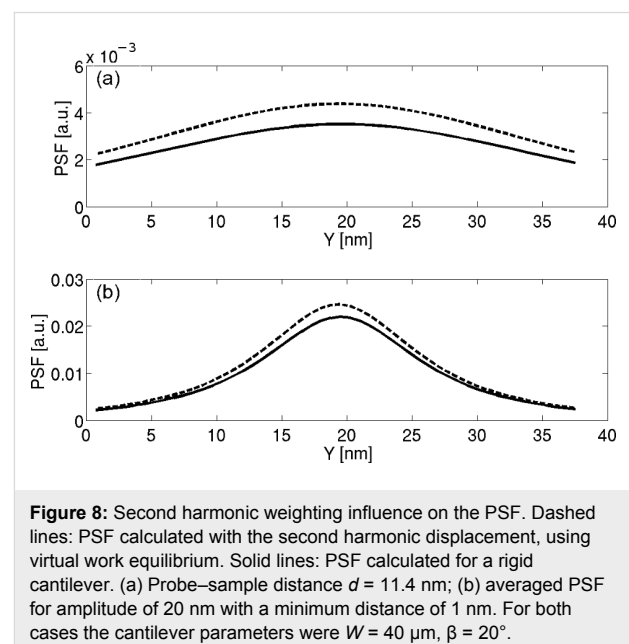 x 10⁻³
6
(a)
4
2
0
PSF [a.u.]
0 5 10 15 20 25 30 35 40
Y [nm]
0.03
(b)
0.02
0.01
0
PSF [a.u.]
0 5 10 15 20 25 30 35 40
Y [nm]
Figure 8: Second harmonic weighting influence on the PSF. Dashed
lines: PSF calculated with the second harmonic displacement, using
virtual work equilibrium. Solid lines: PSF calculated for a rigid
cantilever. (a) Probe–sample distance d = 11.4 nm; (b) averaged PSF
for amplitude of 20 nm with a minimum distance of 1 nm. For both
cases the cantilever parameters were W = 40 μm, β = 20°.